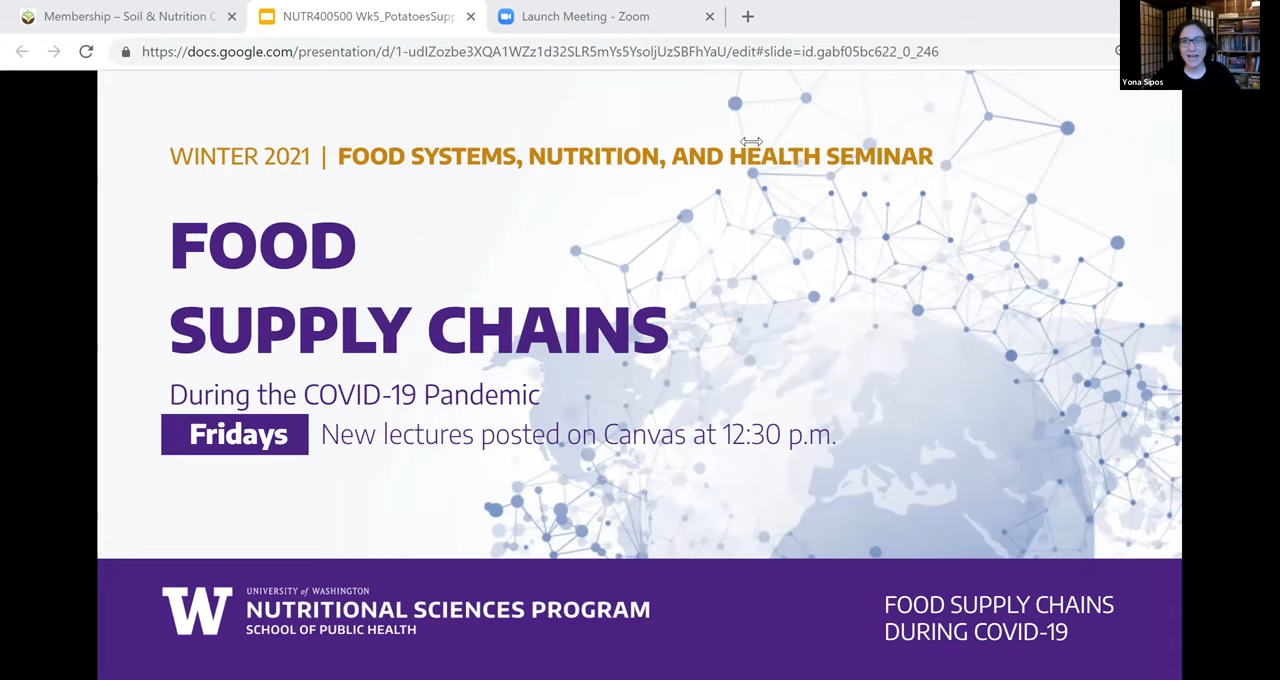 Membership – Soil & Nutrition C
NUTR400500 Wk5_PotatoesSupp
Launch Meeting - Zoom
https://docs.google.com/presentation/d/1-udIZozbe3XQA1WZz1d32SLR5mYs5YsoljUzSBFhYaU/edit#slide=id.gabf05bc622_0_246
Yona Sipos
WINTER 2021 | FOOD SYSTEMS, NUTRITION, AND HEALTH SEMINAR
FOOD
SUPPLY CHAINS
During the COVID-19 Pandemic
Fridays New lectures posted on Canvas at 12:30 p.m.
W
UNIVERSITY of WASHINGTON
NUTRITIONAL SCIENCES PROGRAM
SCHOOL OF PUBLIC HEALTH
FOOD SUPPLY CHAINS
DURING COVID-19